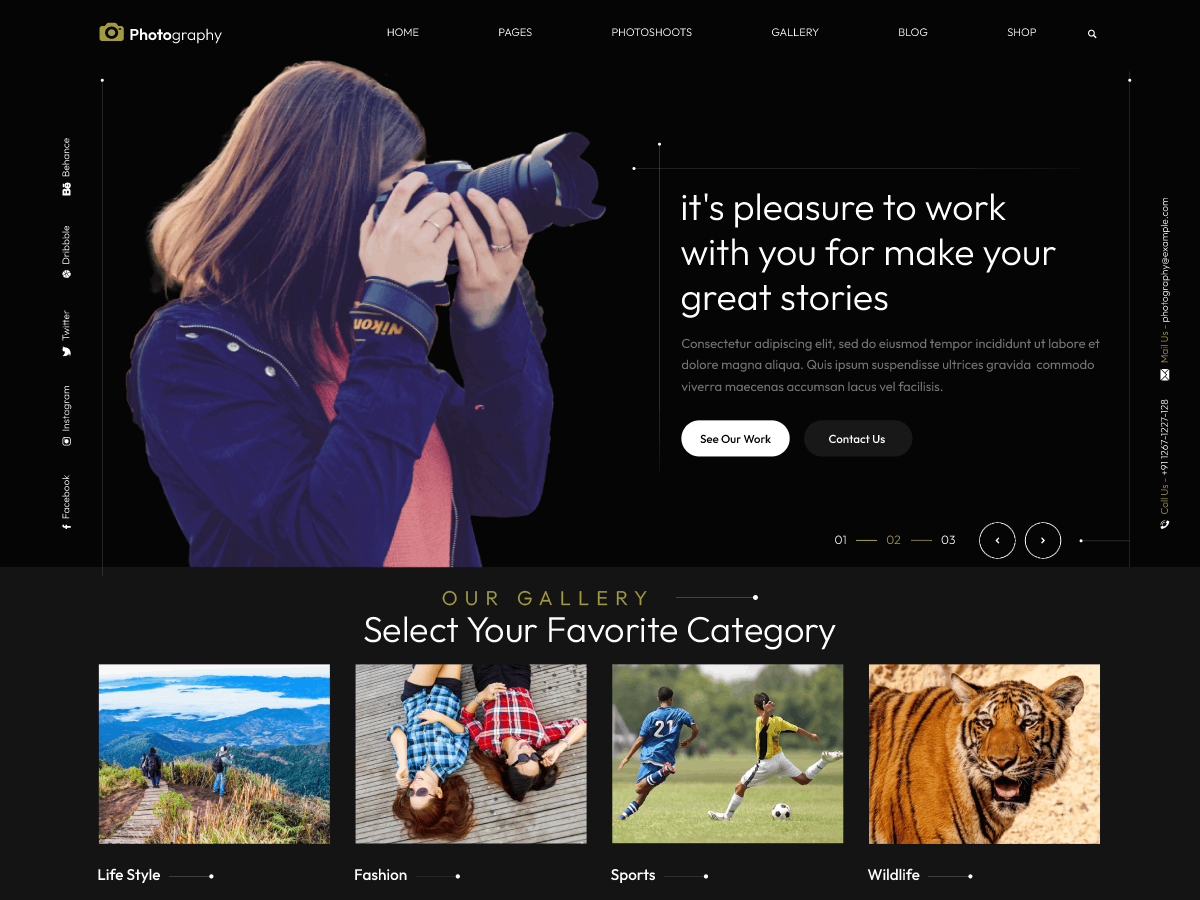 Photography
HOME
PAGES
PHOTOSHOOTS
GALLERY
BLOG
SHOP
Behance
Dribbble
Twitter
Instagram
Facebook
Nikon
it's pleasure to work
with you for make your
great stories
Consectetur adipiscing elit, sed do eiusmod tempor incididunt ut labore et
dolore magna aliqua. Quis ipsum suspendisse ultrices gravida commodo
viverra maecenas accumsan lacus vel facilisis.
See Our Work
Contact Us
01
02
03
Mail Us - photography@example.com
Call Us - +91 1267-1227-128
OUR GALLERY
Select Your Favorite Category
21
Life Style
Fashion
Sports
Wildlife